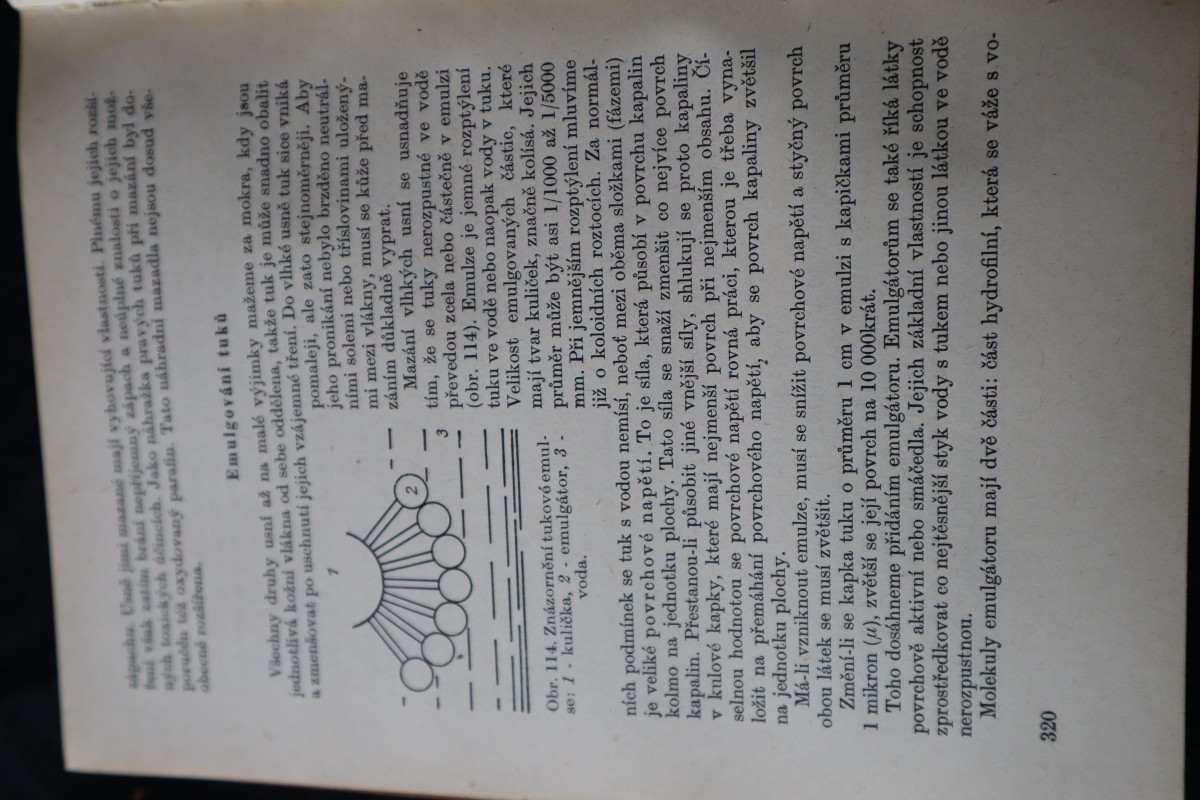 zápachu. Usně jimi mazané mají vyhovující vlastnosti. Plnému jejich rozší-
ření však zatím brání nepříjemný zápach a neúplné znalosti o jejich mož-
ných toxických účincích. Jako náhražka pravých tuků při mazání byl do-
poručen též oxydovaný parafin. Tato náhradní mazadla nejsou dosud vše-
obecně rozšířena.
Emulgování tuků
Všechny druhy usní až na malé výjimky mažeme za mokra, kdy jsou
jednotlivá kožní vlákna od sebe oddělena, takže tuk je může snadno obalit
a zmenšovat po uschnutí jejich vzájemné tření. Do vlhké usně tuk sice vniká
pomaleji, ale zato stejnoměrněji. Aby
jeho pronikání nebylo brzděno neutrál-
ními solemi nebo tříslovinami uloženým-
i mezi vlákny, musí se kůže před ma-
záním důkladně vyprat.
Mazání vlhkých usní se usnadňuje
tím, že se tuky nerozpustné ve vodě
převedou zcela nebo částečně v emulzi
(obr. 114). Emulze je jemné rozptýlení
tuku ve vodě nebo naopak vody v tuku.
Velikost emulgovaných částic, které
mají tvar kuliček, značně kolísá. Jejich
průměr může být asi 1/1000 až 1/5000
mm. Při jemnějším rozptýlení mluvíme
již o koloidních roztocích. Za normál-
1
2
3
Obr. 114. Znázornění tukové emul-
se: 1 - kulička, 2 - emulgátor, 3 -
voda.
ních podmínek se tuk s vodou nemísí, neboť mezi oběma složkami (fázemi)
je veliké povrchové napětí. To je síla, která působí v povrchu kapalin
kolmo na jednotku plochy. Tato síla se snaží zmenšit co nejvíce povrch
kapalin. Přestanou-li působit jiné vnější síly, shlukují se proto kapaliny
v kulové kapky, které mají nejmenší povrch při nejmenším obsahu. Čí-
selnou hodnotou se povrchové napětí rovná práci, kterou je třeba vyna-
ložit na přemáhání povrchového napětí, aby se povrch kapaliny zvětšil
na jednotku plochy.
Má-li vzniknout emulze, musí se snížit povrchové napětí a styčný povrch
obou látek se musí zvětšit.
Změní-li se kapka tuku o průměru 1 cm v emulzi s kapičkami průměru
1 mikron (μ), zvětší se její povrch na 10 000krát.
Toho dosáhneme přidáním emulgátoru. Emulgátorům se také říká látky
povrchově aktivní nebo smáčedla. Jejich základní vlastností je schopnost
zprostředkovat co nejtěsnější styk vody s tukem nebo jinou látkou ve vodě
nerozpustnou.
Molekuly emulgátoru mají dvě části: část hydrofilní, která se váže s vo-
320